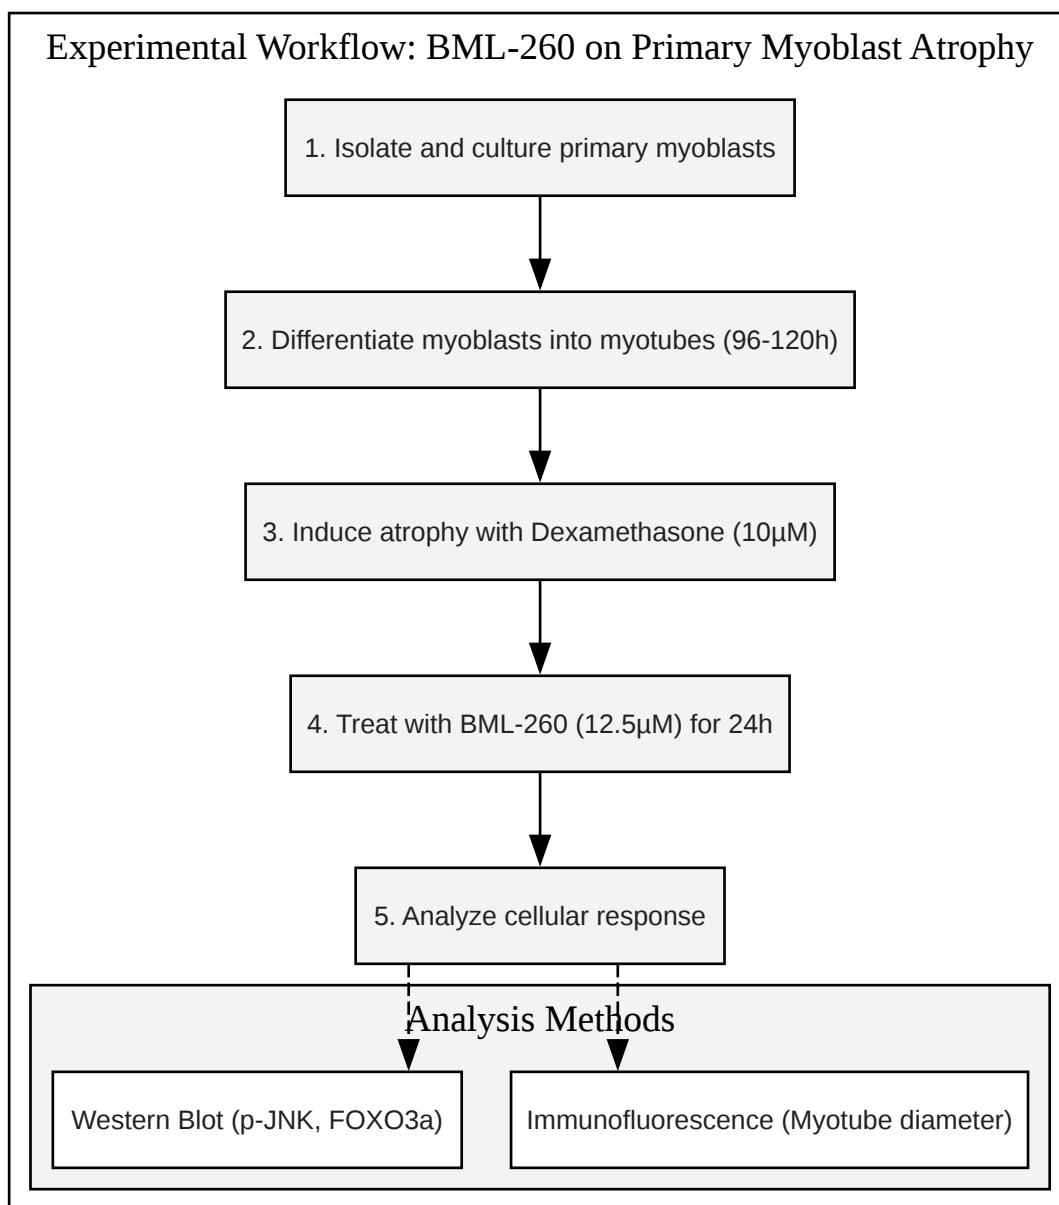 Experimental Workflow: BML-260 on Primary Myoblast Atrophy
1. Isolate and culture primary myoblasts
2. Differentiate myoblasts into myotubes (96-120h)
3. Induce atrophy with Dexamethasone (10µM)
4. Treat with BML-260 (12.5µM) for 24h
5. Analyze cellular response
Analysis Methods
Western Blot (p-JNK, FOXO3a)
Immunofluorescence (Myotube diameter)